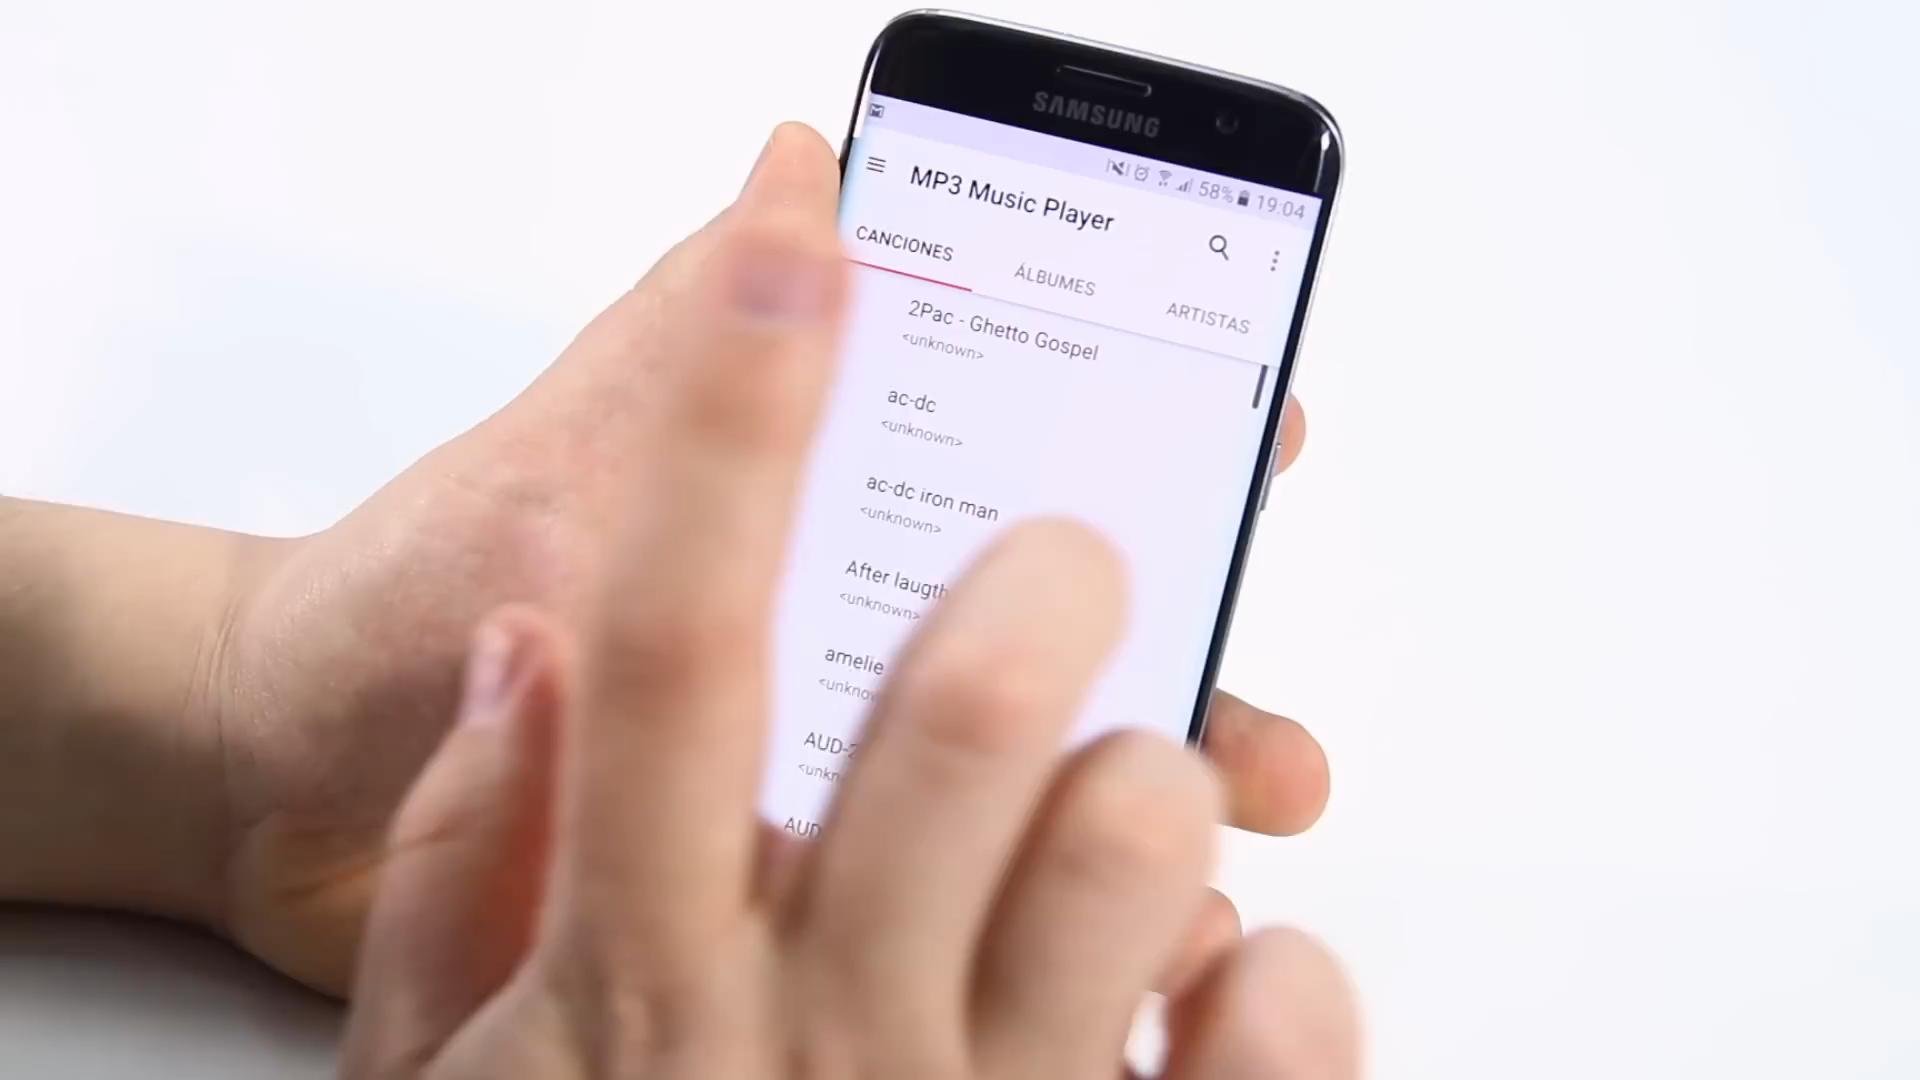 SAMSUNG
58% 19:04
MP3 Music Player
CANCIONES
ÁLBUMES
ARTISTAS
2Pac - Ghetto Gospel
<unknown>
ac-dc
<unknown>
ac-dc iron man
<unknown>
After
<unknown>
amelie
AUD